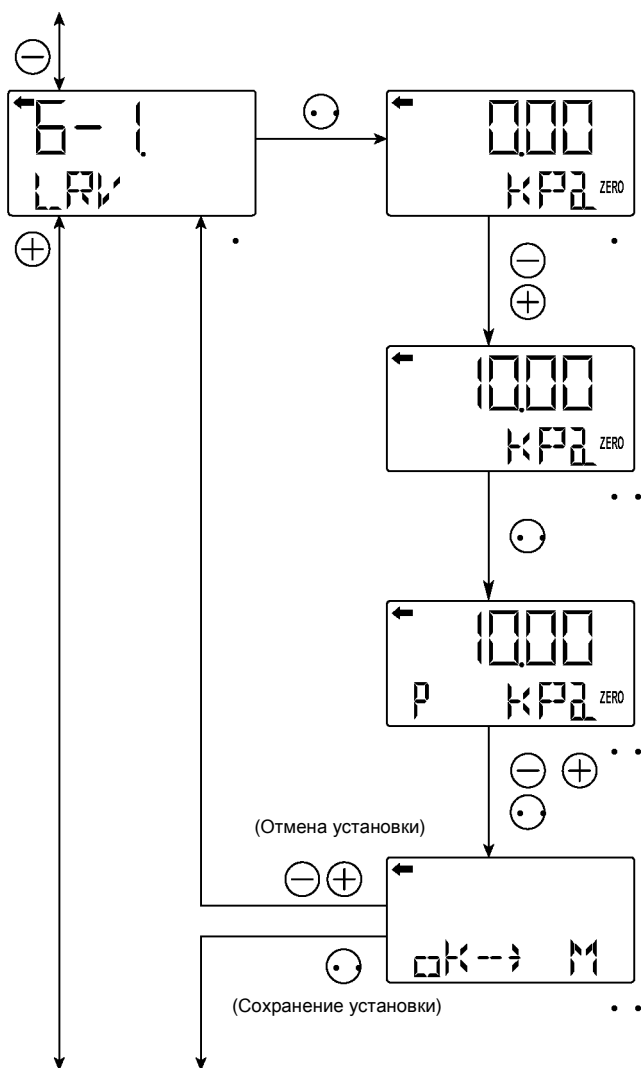 6-1.
LRV
0.00
kPa ZERO
10.00
kPa ZERO
10.00
P kPa ZERO
(Отмена установки)
oK--> M
(Сохранение установки)